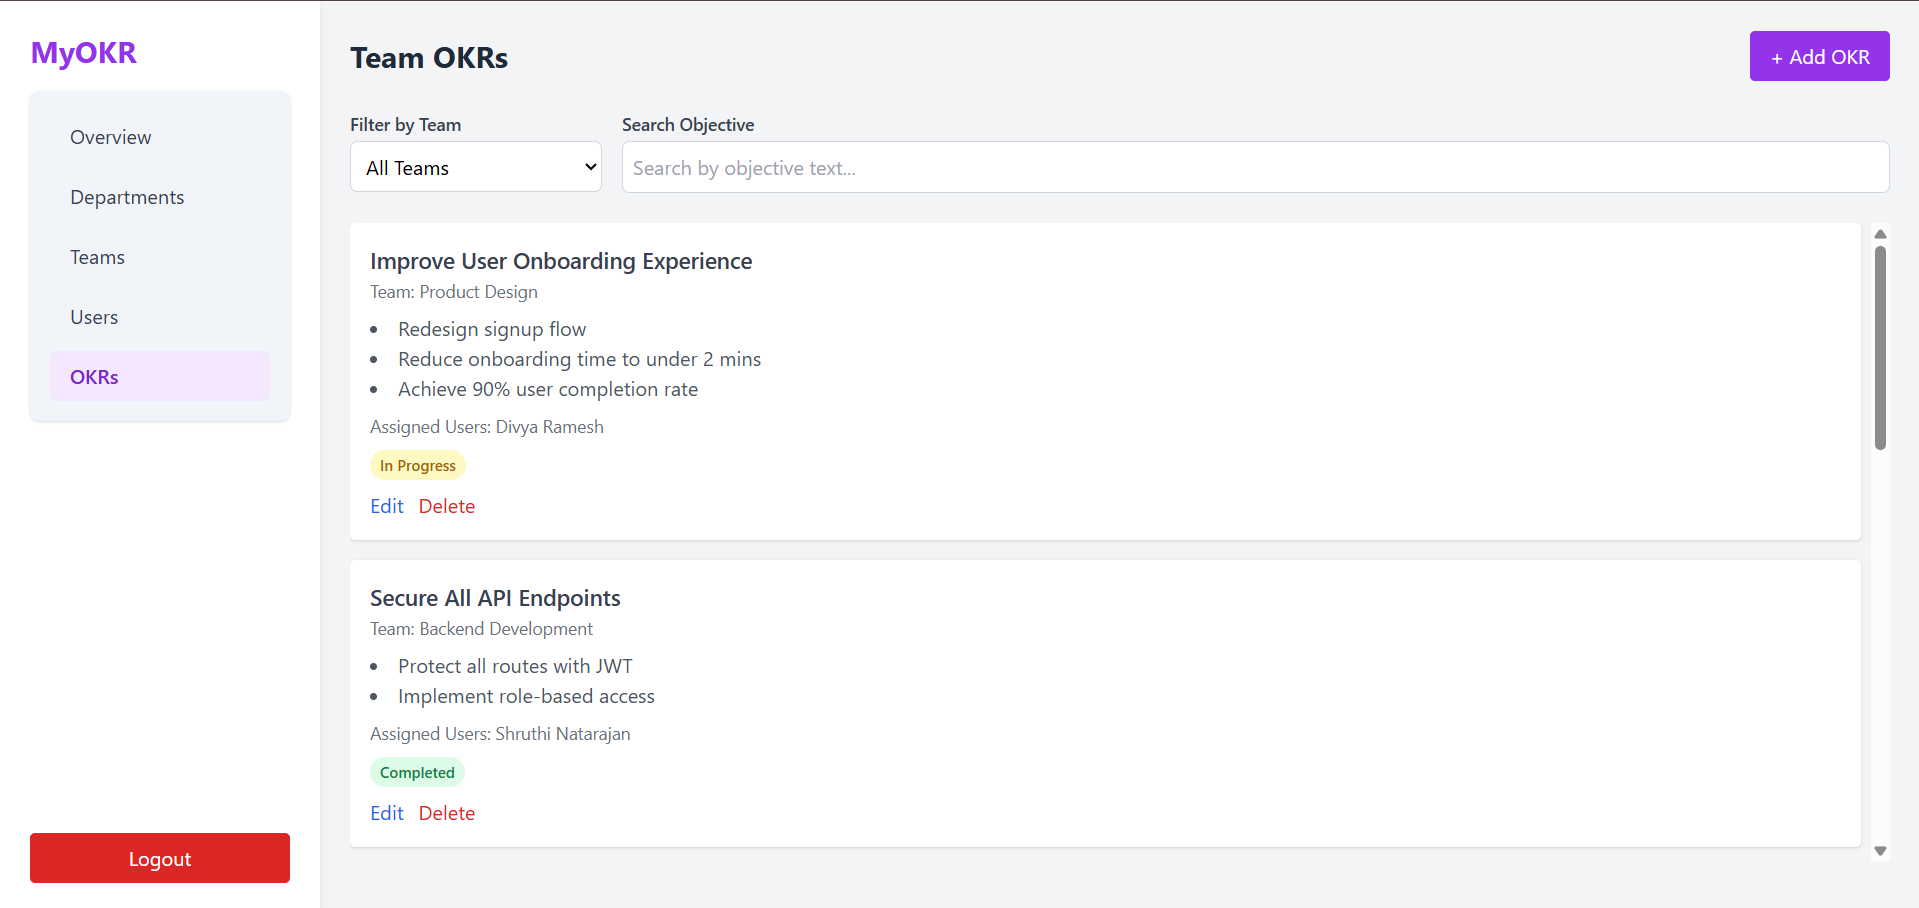 MyOKR
Overview
Departments
Teams
Users
OKRs
Logout
Team OKRs
+ Add OKR
Filter by Team
Search Objective
All Teams
Search by objective text...
Improve User Onboarding Experience
Team: Product Design
• Redesign signup flow
• Reduce onboarding time to under 2 mins
• Achieve 90% user completion rate
Assigned Users: Divya Ramesh
In Progress
Edit Delete
Secure All API Endpoints
Team: Backend Development
• Protect all routes with JWT
• Implement role-based access
Assigned Users: Shruthi Natarajan
Completed
Edit Delete